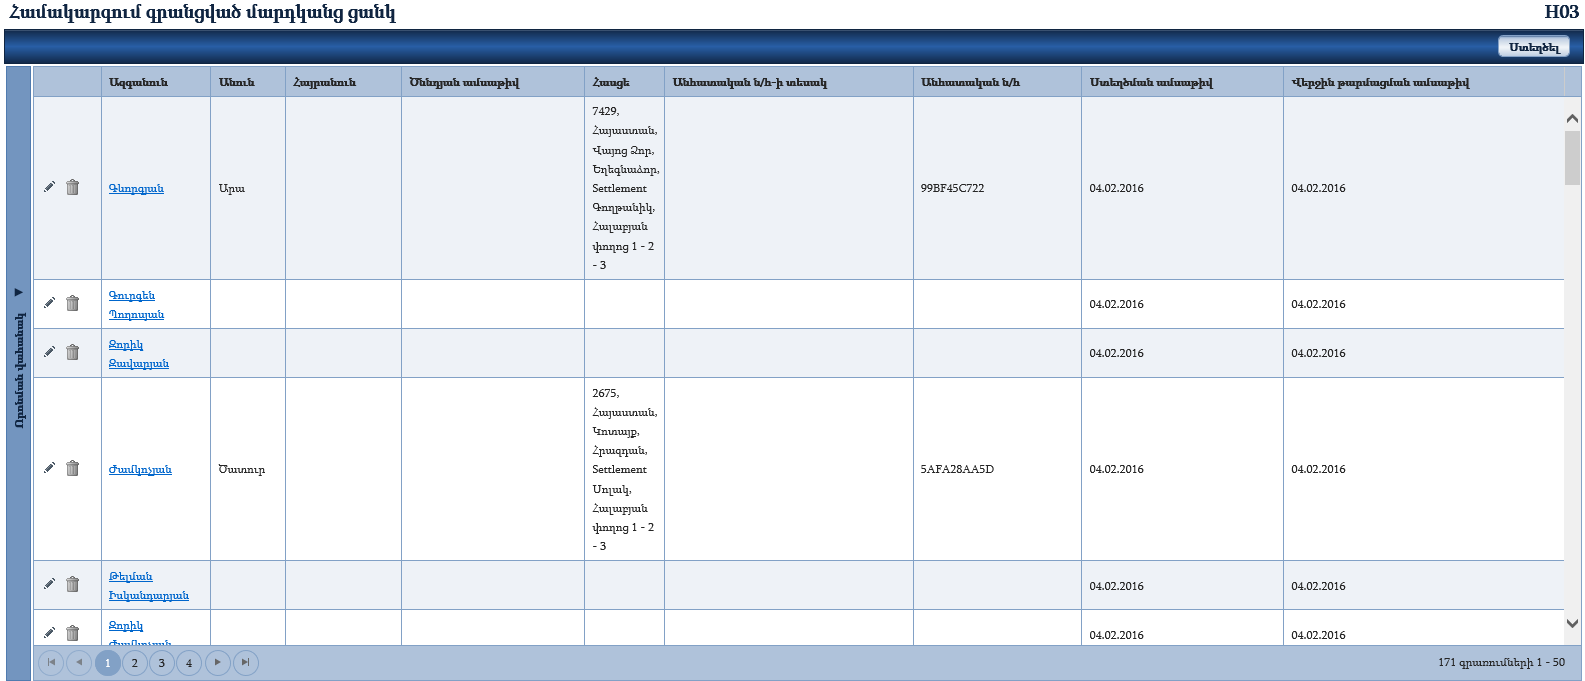 Համակարգում գրանցված մարդկանց ցանկ H03
Ստեղծել
Ազգանուն Անուն Հայրանուն Ծննդյան ամսաթիվ Հասցե Անհատական ն/հ-ի տեսակ Անհատական ն/հ Ստեղծման ամսաթիվ Վերջին թարմացման ամսաթիվ
7429,
Հայաստան,
Վայոց Ձոր,
Եղեգնաձոր,
Գևորգյան Արա Settlement 99BF45C722 04.02.2016 04.02.2016
Գողթանիկ,
Հալաբյան
փողոց 1 - 2
- 3
Գուրգեն
Պողոսյան 04.02.2016 04.02.2016
Զորիկ
Զավարյան 04.02.2016 04.02.2016
2675,
Հայաստան,
Կոտայք,
Հրազդան,
Ժամկոչյան Ծատուր Settlement 5AFA28AA5D 04.02.2016 04.02.2016
Սոլակ,
Հալաբյան
փողոց 1 - 2
- 3
Թելման
Իսկանդարյան 04.02.2016 04.02.2016
Զորիկ
Ժամկոչյան 04.02.2016 04.02.2016
Որոնման վահանակ
1 2 3 4 171 գրառումների 1 - 50